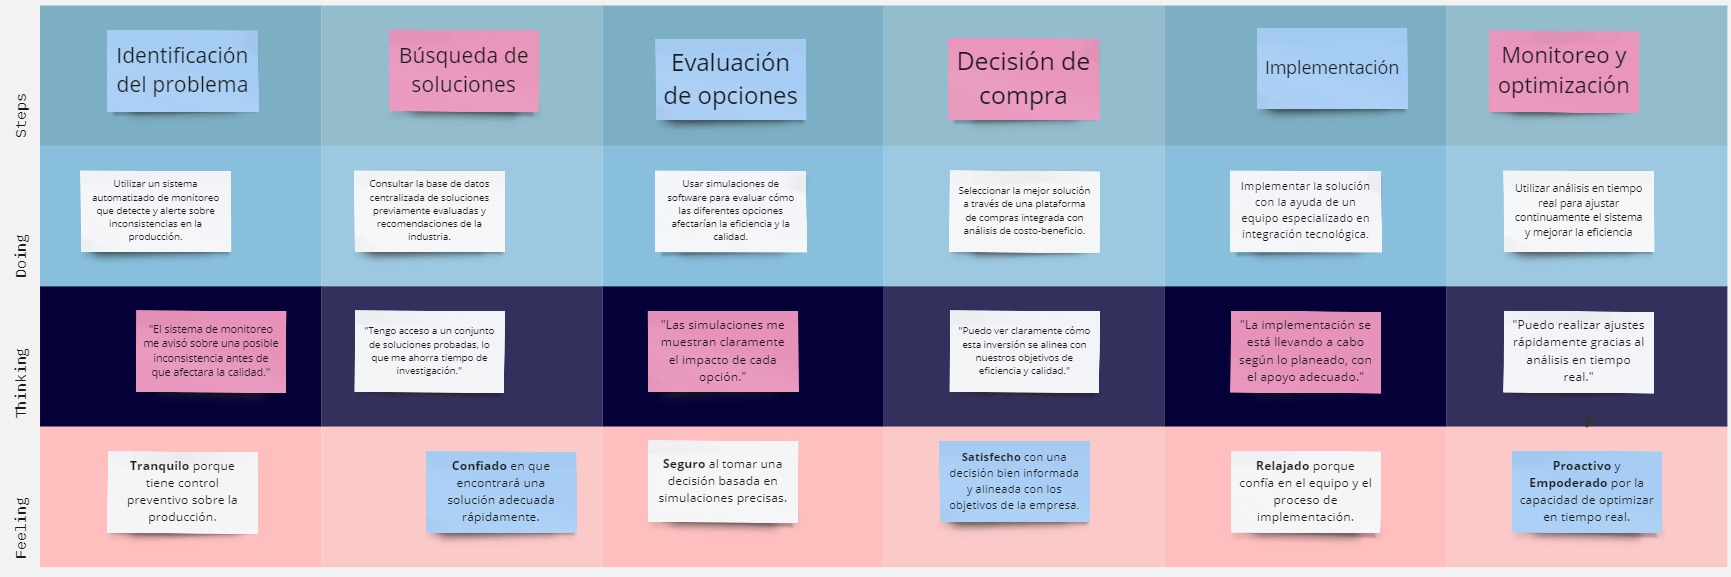 Steps
Identificación
del problema
Búsqueda de
soluciones
Evaluación
de opciones
Decisión de
compra
Implementación
Monitoreo y
optimización
Doing
Utilizar un sistema
automatizado de monitoreo
que detecte y alerte sobre
inconsistencias en la
producción.
Consultar la base de datos
centralizada de soluciones
previamente evaluadas y
recomendaciones de la
industria.
Usar simulaciones de
software para evaluar cómo
las diferentes opciones
afectarían la eficiencia y la
calidad.
Seleccionar la mejor solución
a través de una plataforma
de compras integrada con
análisis de costo-beneficio.
Implementar la solución
con la ayuda de un
equipo especializado en
integración tecnológica.
Utilizar análisis en tiempo
real para ajustar
continuamente el sistema
y mejorar la eficiencia
Thinking
"El sistema de monitoreo
me avisó sobre una posible
inconsistencia antes de
que afectara la calidad."
"Tengo acceso a un conjunto
de soluciones probadas, lo
que me ahorra tiempo de
investigación."
"Las simulaciones me
muestran claramente
el impacto de cada
opción."
"Puedo ver claramente cómo
esta inversión se alinea con
nuestros objetivos de
eficiencia y calidad."
"La implementación se
está llevando a cabo
según lo planeado, con
el apoyo adecuado."
"Puedo realizar ajustes
rápidamente gracias al
análisis en tiempo
real."
Feeling
Tranquilo porque
tiene control
preventivo sobre la
producción.
Confiado en que
encontrará una
solución adecuada
rápidamente.
Seguro al tomar una
decisión basada en
simulaciones precisas.
Satisfecho con una
decisión bien informada
y alineada con los
objetivos de la empresa.
Relajado porque
confía en el equipo y el
proceso de
implementación.
Proactivo y
Empoderado por la
capacidad de optimizar
en tiempo real.